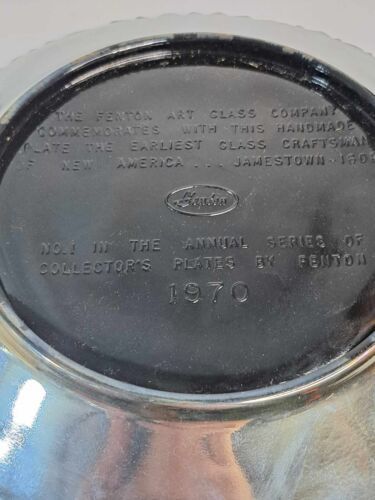 THE FENTON ART GLASS COMPANY
COMMEMORATES WITH THIS HANDMADE
PLATE THE EARLIEST GLASS CRAFTSMAN
OF NEW AMERICA... JAMESTOWN-160
Fenton
NO.1 IN THE ANNUAL SERIES OF
COLLECTOR'S PLATES BY FENTON
1970